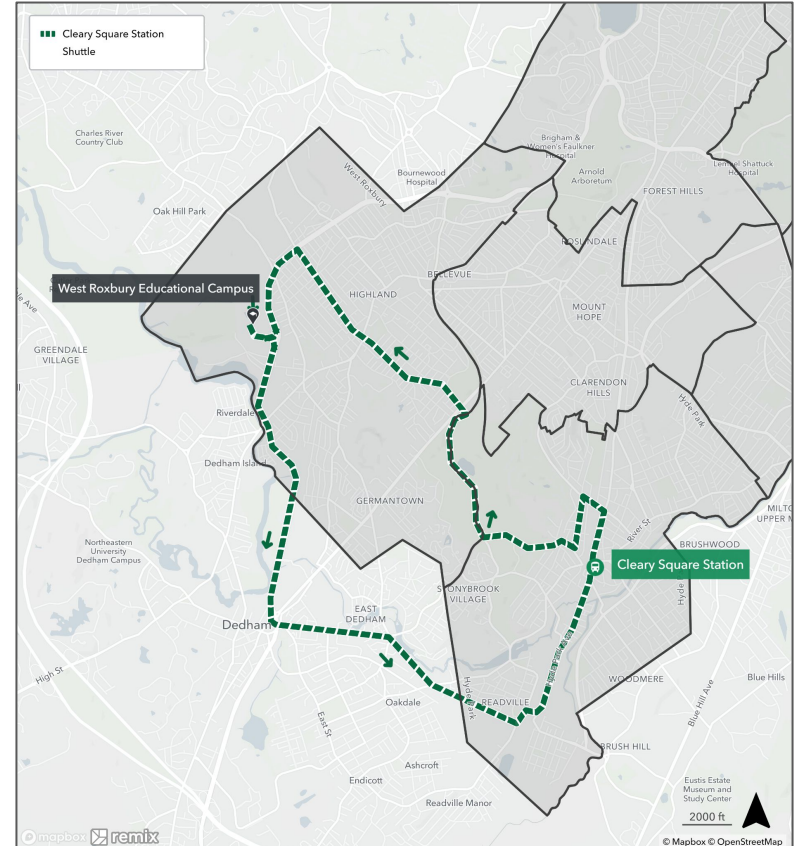 Cleary Square Station
Shuttle
Charles River
Country Club
Brigham &
Women's Faulkner
Hospital
Bournewood
Hospital
Arnold
Arboretum
Lemuel Shattuck
Hospital
West Roxbury
FOREST HILLS
Oak Hill Park
ROSLINDALE
BELLEVUE
West Roxbury Educational Campus
HIGHLAND
MOUNT
HOPE
GREENDALE
VILLAGE
CLARENDON
HILLS
Hyde Park
Riverdale
Dedham Island
GERMANTOWN
River St
UPPER M
Northeastern
University
Dedham Campus
BRUSHWOOD
Cleary Square Station
STONYBROOK
VILLAGE
EAST
DEDHAM
Dedham
High St
WOODMERE
Blue Hills
Hyde Park
READVILLE
Oakdale
Blue Hill Ave
East St
BRUSH HILL
Ashcroft
Endicott
Eustis Estate
Museum and
Study Center
Readville Manor
2000 ft
mapbox remix
© Mapbox © OpenStreetMap